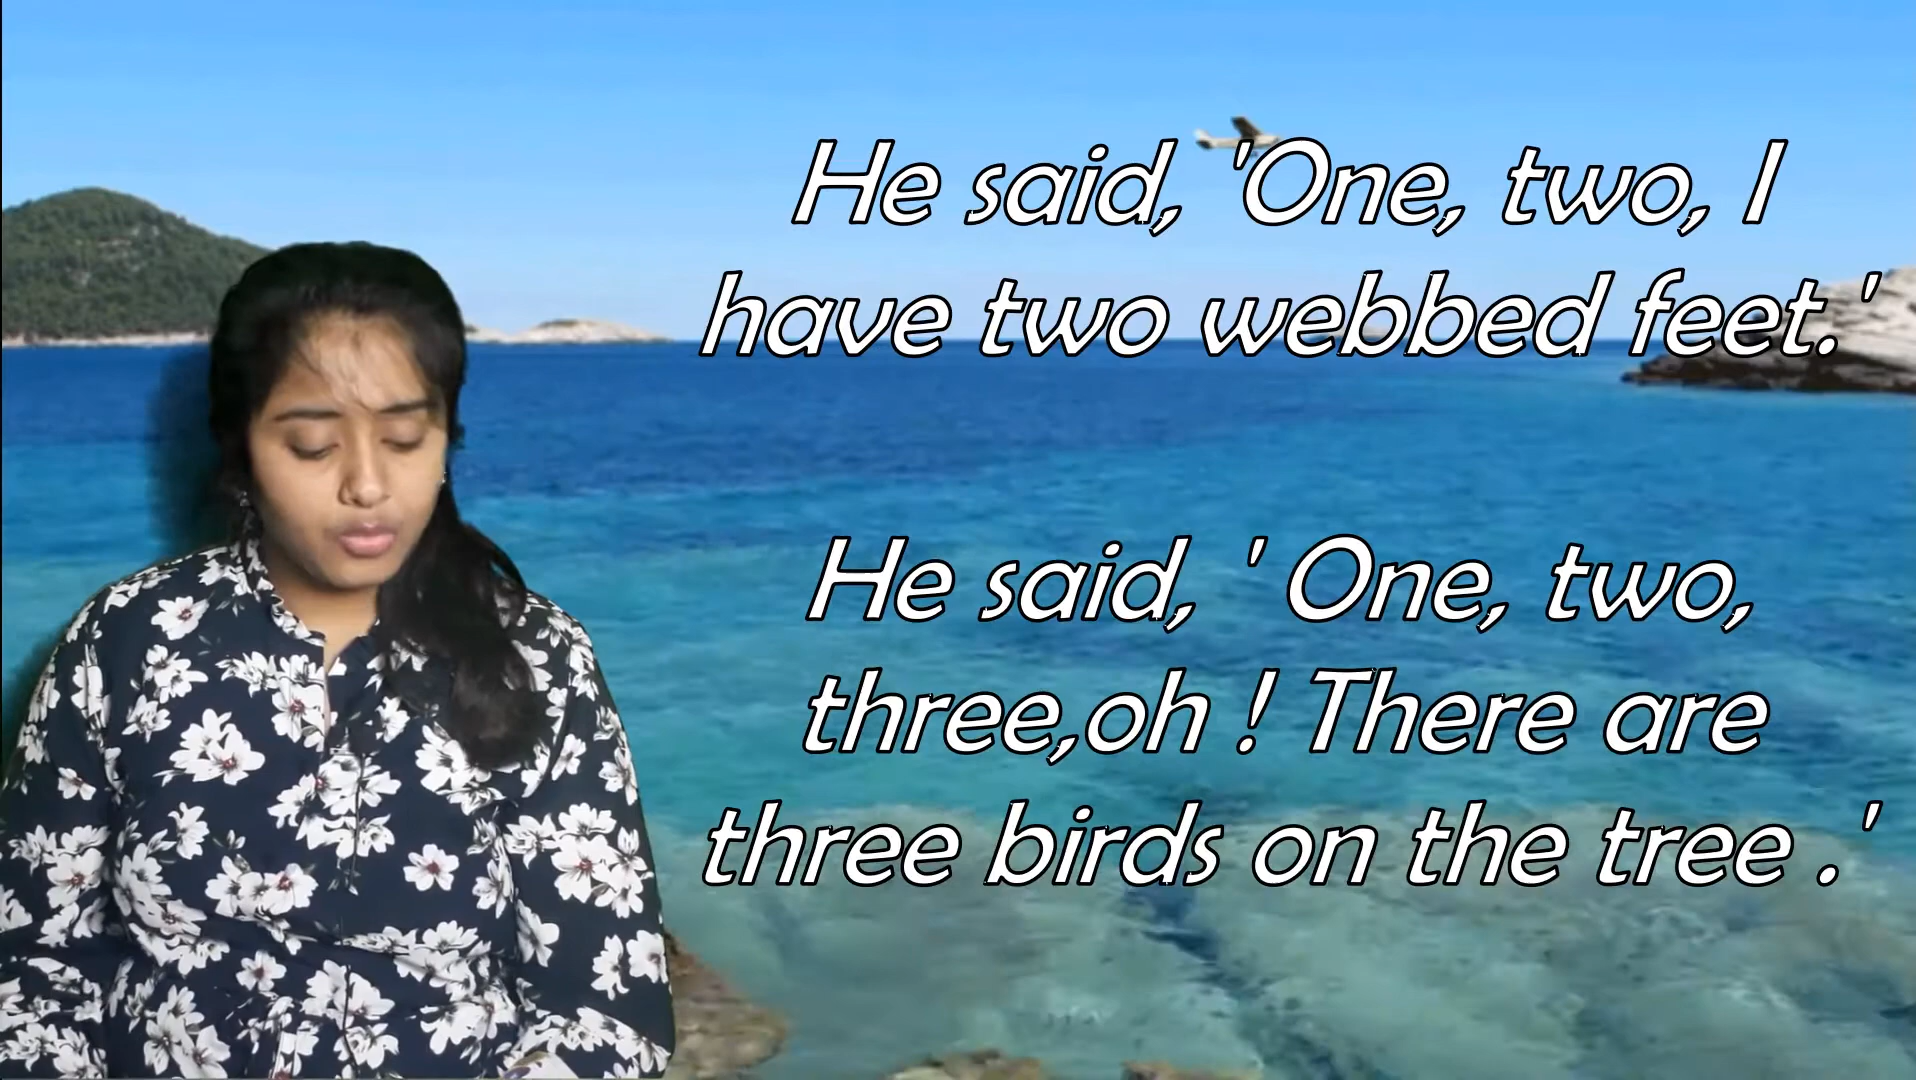 He said, 'One, two, I
have two webbed feet.'
He said, ' One, two,
three,oh ! There are
three birds on the tree .'